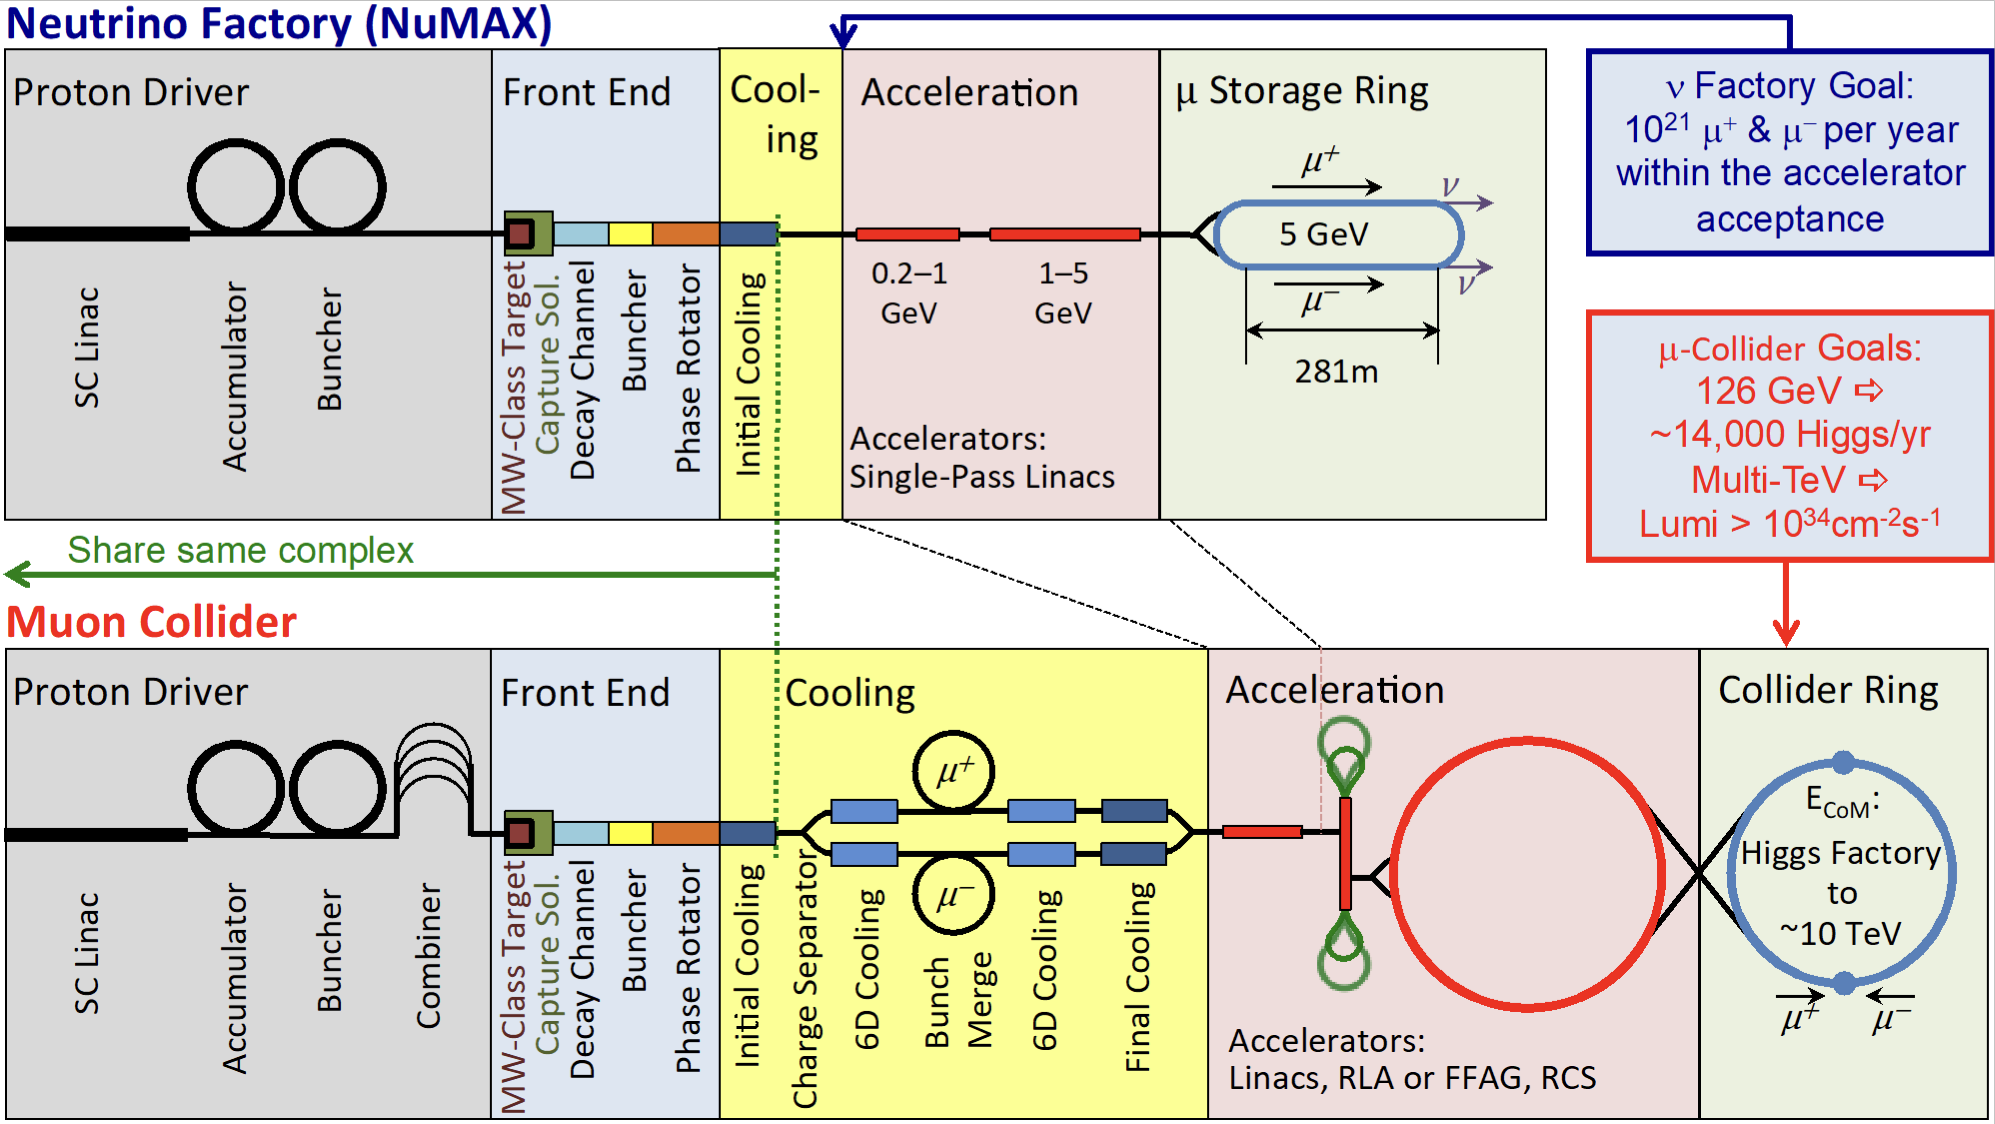 Neutrino Factory (NuMAX)
Proton Driver
SC Linac
Accumulator
Buncher
Front End
MW-Class Target
Capture Sol.
Decay Channel
Buncher
Phase Rotator
Cool-
ing
Initial Cooling
Acceleration
0.2–1
GeV
1–5
GeV
Accelerators:
Single-Pass Linacs
μ Storage Ring
μ+
ν
5 GeV
ν
μ−
281m
ν Factory Goal:
10²¹ μ⁺ & μ⁻ per year
within the accelerator
acceptance
μ-Collider Goals:
126 GeV ⇨
~14,000 Higgs/yr
Multi-TeV ⇨
Lumi > 10³⁴cm⁻²s⁻¹
Share same complex
Muon Collider
Proton Driver
SC Linac
Accumulator
Buncher
Combiner
Front End
MW-Class Target
Capture Sol.
Decay Channel
Buncher
Phase Rotator
Cooling
μ+
μ−
Initial Cooling
Charge Separator
6D Cooling
Bunch
Merge
6D Cooling
Final Cooling
Acceleration
Accelerators:
Linacs, RLA or FFAG, RCS
Collider Ring
E_CoM:
Higgs Factory
to
~10 TeV
μ+ μ−